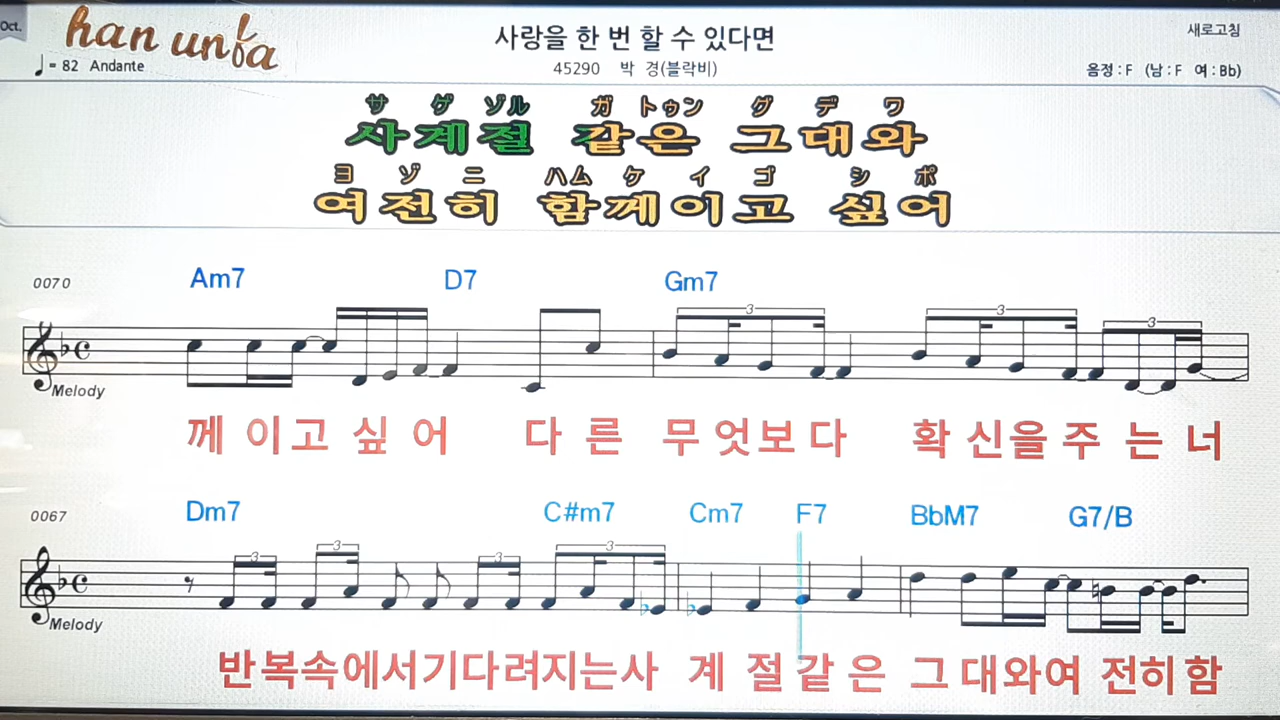 Oct.
han unfa
♩= 82 Andante
사랑을 한 번 할 수 있다면
45290 박 경(블락비)
새로고침
음정 : F (남 : F 여 : Bb)
サ ゲ ゾル ガ トゥン グ デ ワ
사계절 같은 그대와
ヨ ゾ ニ ハム ケ イ ゴ シ ポ
여전히 함께이고 싶어
0070
Am7 D7 Gm7
3 3 3
Melody
께 이고 싶 어 다 른 무 엇보 다 확 신을 주 는 너
0067
Dm7 C#m7 Cm7 F7 BbM7 G7/B
3 3 3 3
Melody
반복속에서기다려지는사 계 절같 은 그 대와여 전히함